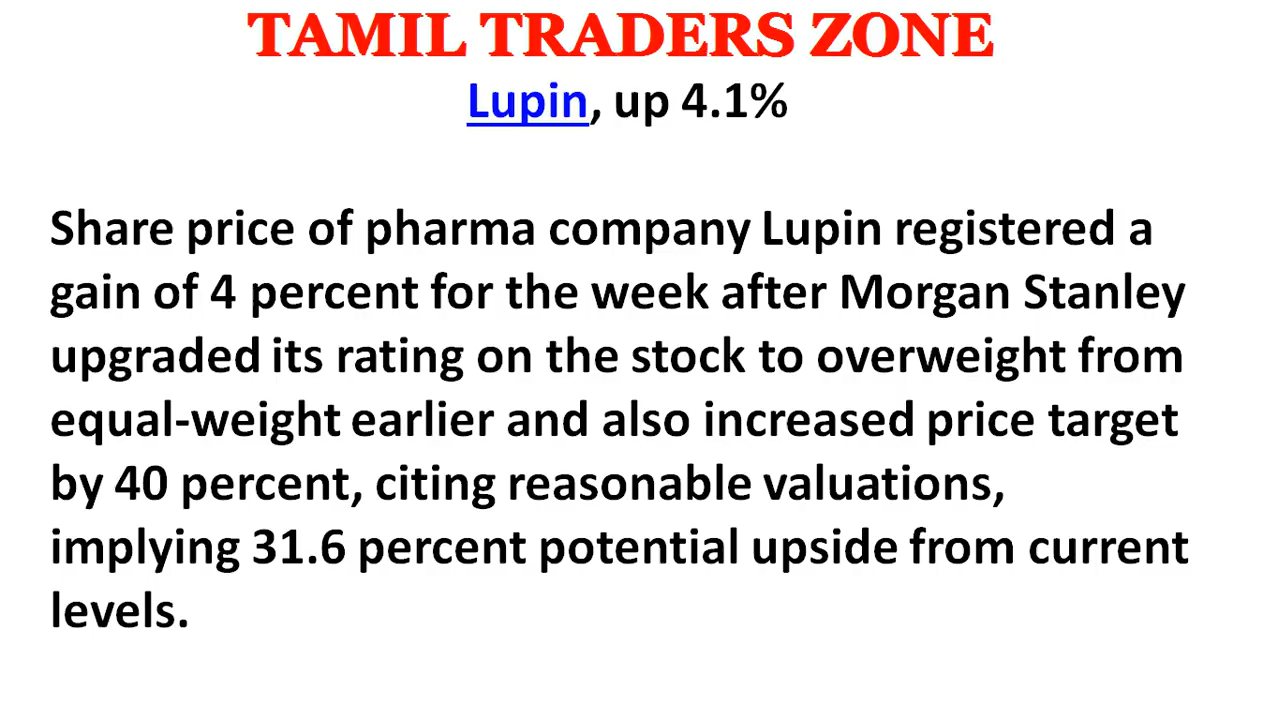 TAMIL TRADERS ZONE
Lupin, up 4.1%
Share price of pharma company Lupin registered a
gain of 4 percent for the week after Morgan Stanley
upgraded its rating on the stock to overweight from
equal-weight earlier and also increased price target
by 40 percent, citing reasonable valuations,
implying 31.6 percent potential upside from current
levels.